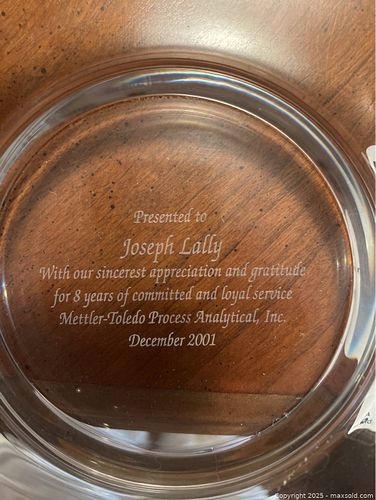 Presented to
Joseph Lally
With our sincerest appreciation and gratitude
for 8 years of committed and loyal service
Mettler-Toledo Process Analytical, Inc.
December 2001
Copyright © 2025 - maxsold.com